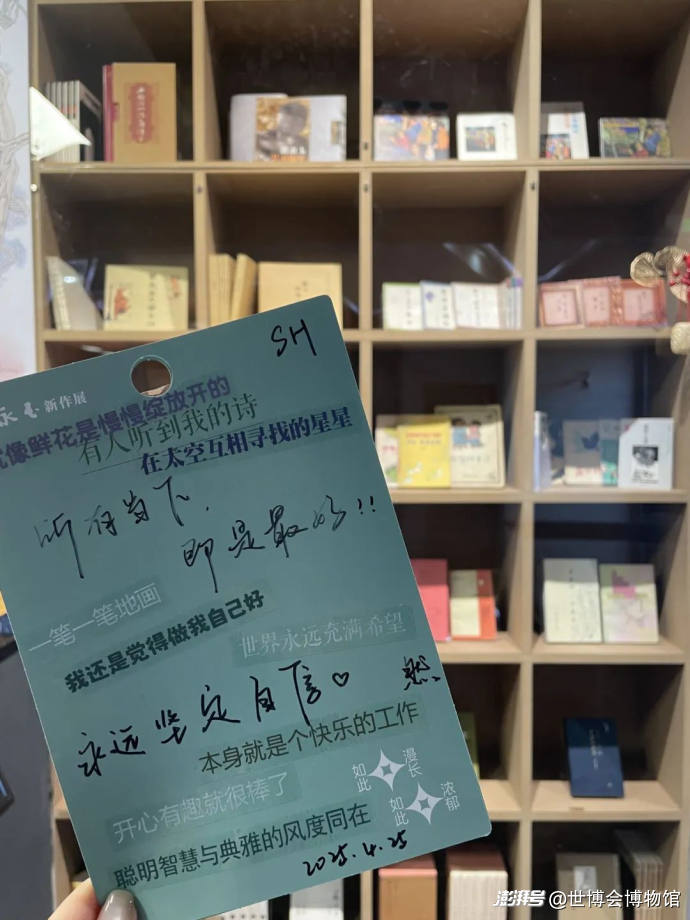 SH
永玉 新作展
就像鲜花是慢慢绽放开的
有人听到我的诗
在太空互相寻找的星星
所有当下,
即是最好!!
一笔一笔地画
我还是觉得做我自己好
世界永远充满希望
永远坚定自信♡ 然
本身就是个快乐的工作
如此漫长
如此浓郁
开心有趣就很棒了
聪明智慧与典雅的风度同在
2025.4.25
澎湃号@世博会博物馆